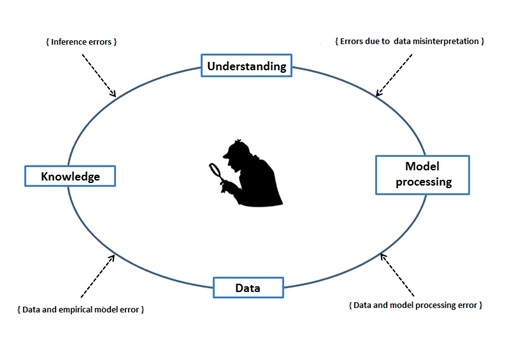 { Inference errors }
{ Errors due to data misinterpretation }
Understanding
Knowledge
Model
processing
Data
{ Data and empirical model error }
{ Data and model processing error }